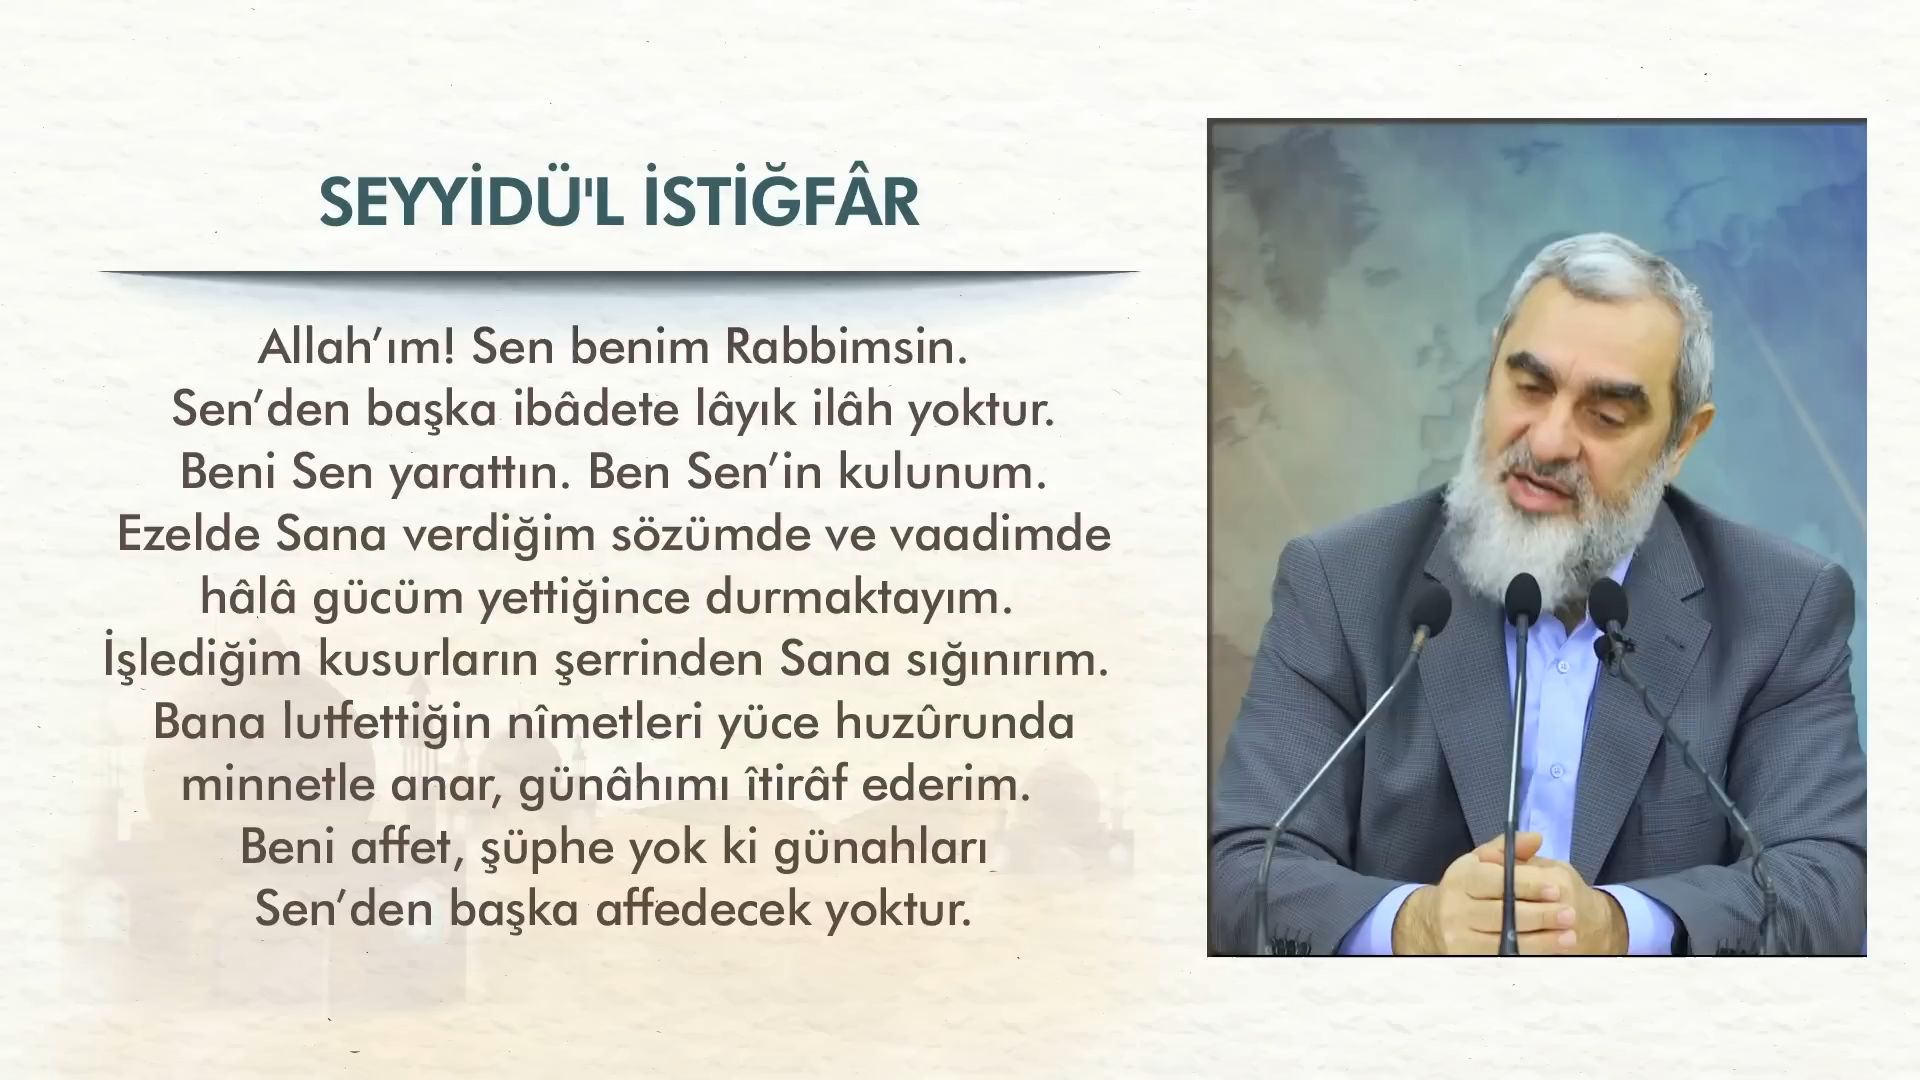 SEYYİDÜ'L İSTİĞFÂR
Allah’ım! Sen benim Rabbimsin.
Sen’den başka ibâdete lâyık ilâh yoktur.
Beni Sen yarattın. Ben Sen’in kulunum.
Ezelde Sana verdiğim sözümde ve vaadimde
hâlâ gücüm yettiğince durmaktayım.
İşlediğim kusurların şerrinden Sana sığınırım.
Bana lutfettiğin nîmetleri yüce huzûrunda
minnetle anar, günâhımı îtirâf ederim.
Beni affet, şüphe yok ki günahları
Sen’den başka affedecek yoktur.